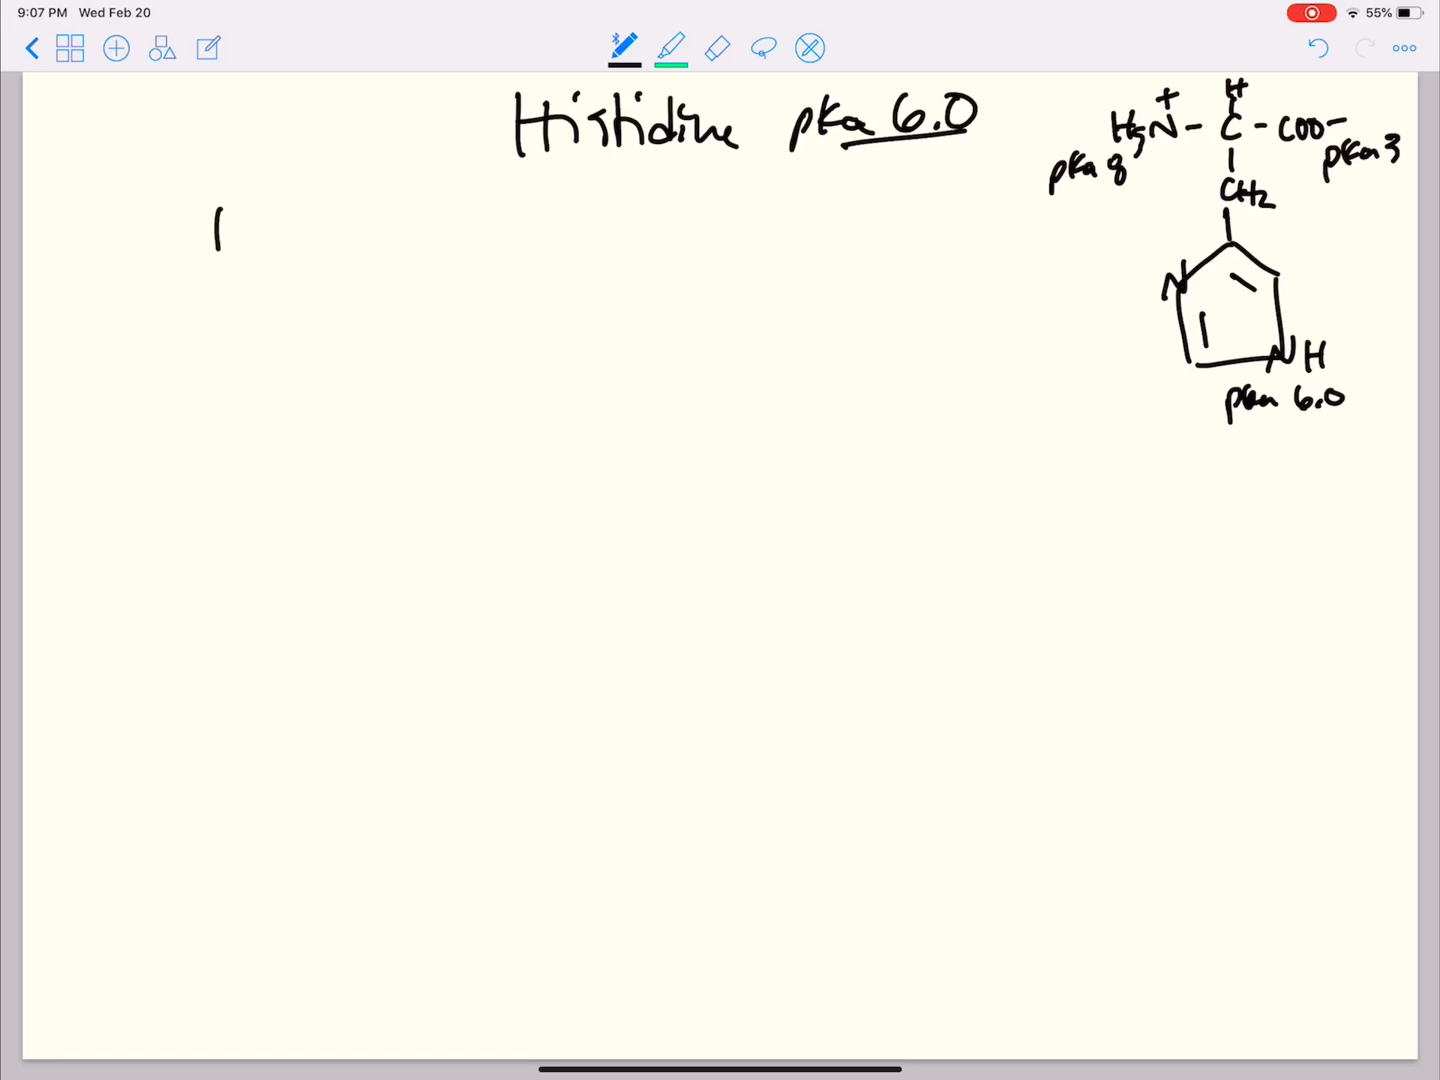 9:07 PM Wed Feb 20
55%
Histidine pKa 6.0
H
+
H3N - C - COO-
pKa 9
pKa 3
CH2
N
NH
pKa 6.0